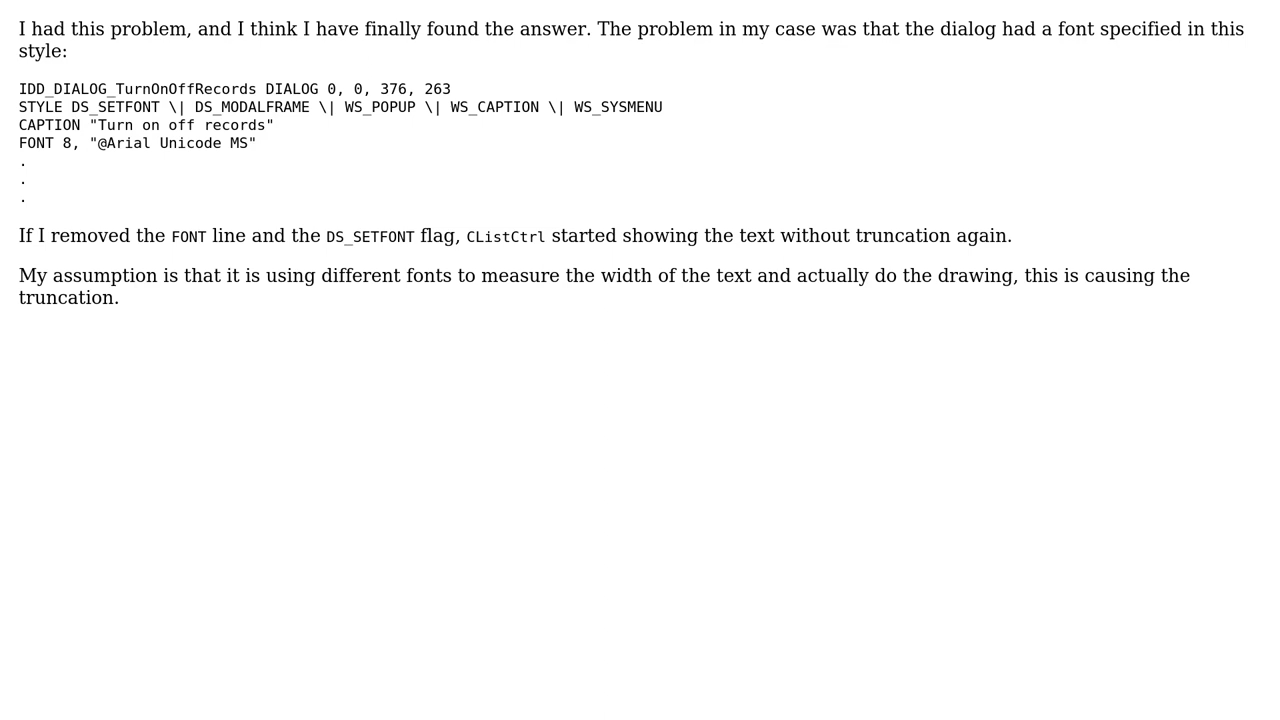 I had this problem, and I think I have finally found the answer. The problem in my case was that the dialog had a font specified in this
style:
IDD_DIALOG_TurnOnOffRecords DIALOG 0, 0, 376, 263
STYLE DS_SETFONT \| DS_MODALFRAME \| WS_POPUP \| WS_CAPTION \| WS_SYSMENU
CAPTION "Turn on off records"
FONT 8, "@Arial Unicode MS"
.
.
.
If I removed the FONT line and the DS_SETFONT flag, CListCtrl started showing the text without truncation again.
My assumption is that it is using different fonts to measure the width of the text and actually do the drawing, this is causing the
truncation.